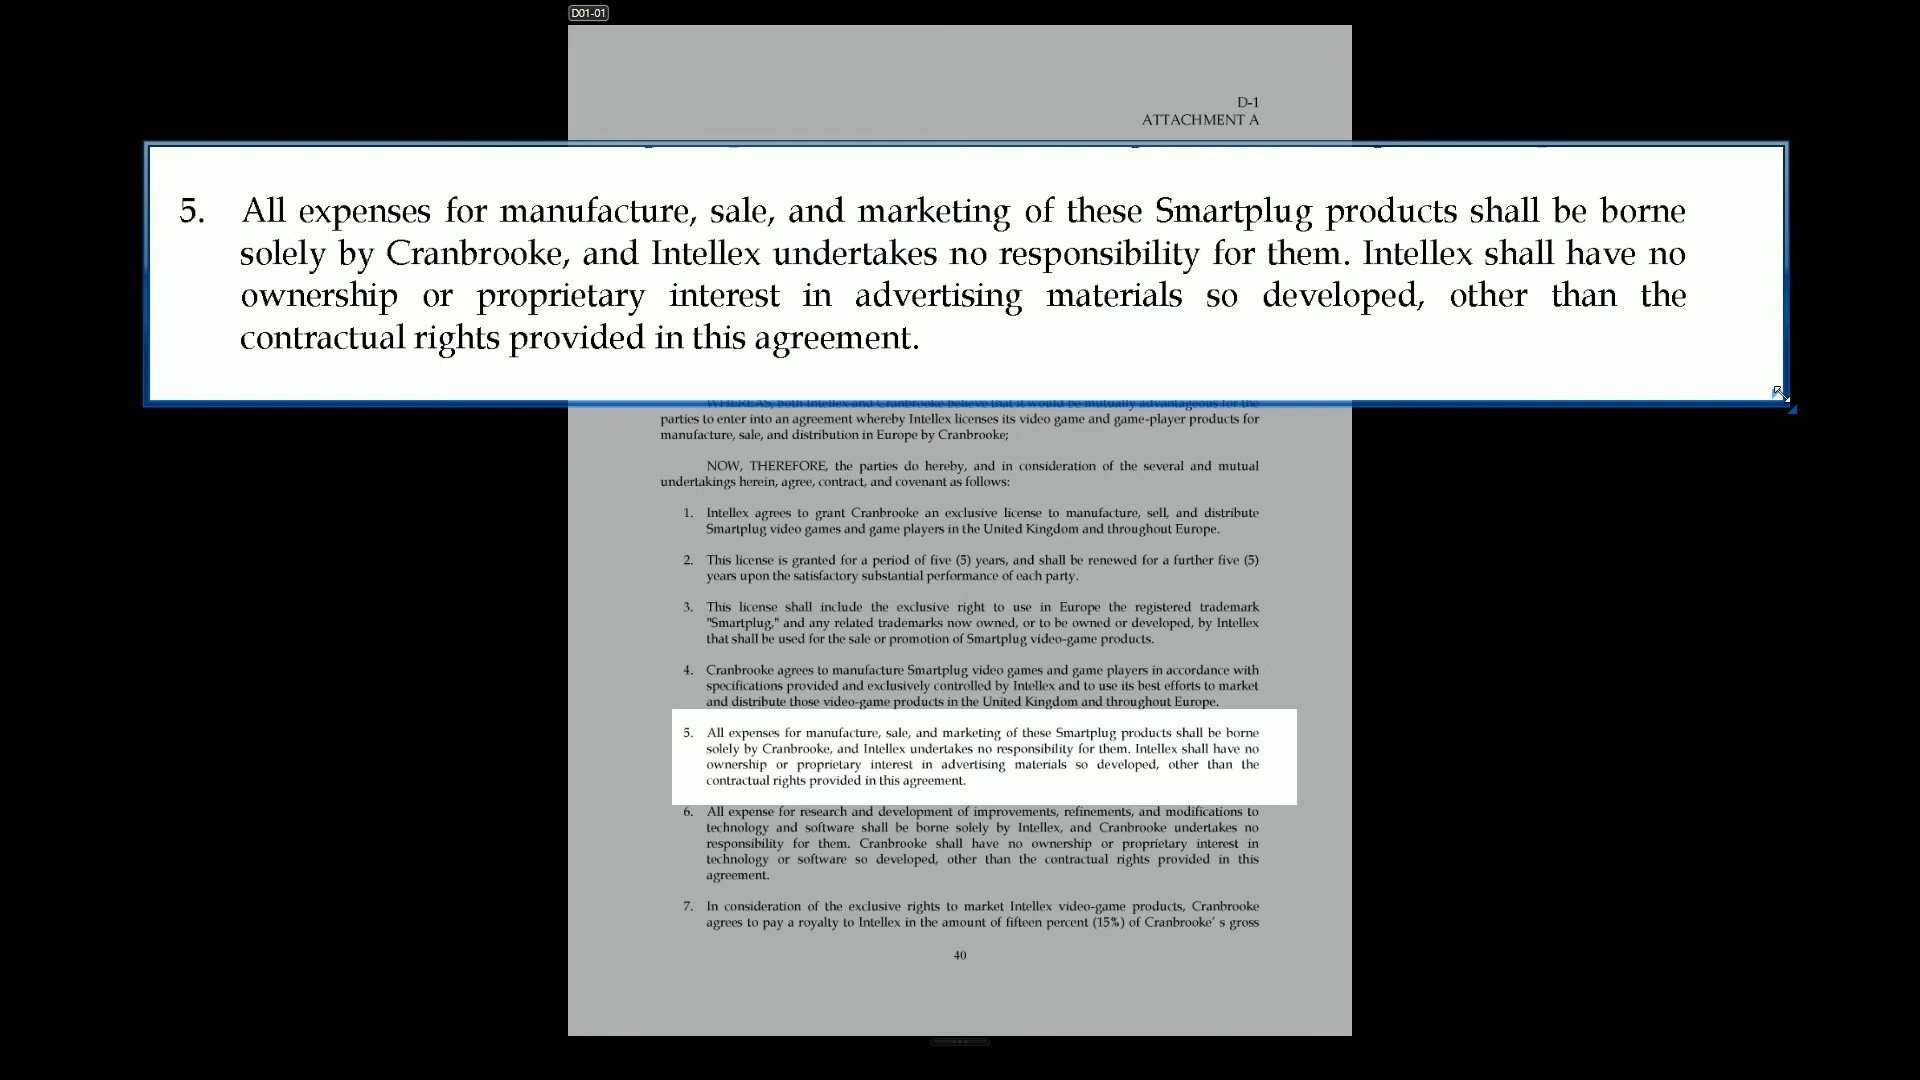 D01-01
D-1
ATTACHMENT A
5. All expenses for manufacture, sale, and marketing of these Smartplug products shall be borne
solely by Cranbrooke, and Intellex undertakes no responsibility for them. Intellex shall have no
ownership or proprietary interest in advertising materials so developed, other than the
contractual rights provided in this agreement.
WHEREAS, both Intellex and Cranbrooke believe that it would be mutually advantageous for the
parties to enter into an agreement whereby Intellex licenses its video game and game-player products for
manufacture, sale, and distribution in Europe by Cranbrooke;
NOW, THEREFORE, the parties do hereby, and in consideration of the several and mutual
undertakings herein, agree, contract, and covenant as follows:
1. Intellex agrees to grant Cranbrooke an exclusive license to manufacture, sell, and distribute
Smartplug video games and game players in the United Kingdom and throughout Europe.
2. This license is granted for a period of five (5) years, and shall be renewed for a further five (5)
years upon the satisfactory substantial performance of each party.
3. This license shall include the exclusive right to use in Europe the registered trademark
"Smartplug," and any related trademarks now owned, or to be owned or developed, by Intellex
that shall be used for the sale or promotion of Smartplug video-game products.
4. Cranbrooke agrees to manufacture Smartplug video games and game players in accordance with
specifications provided and exclusively controlled by Intellex and to use its best efforts to market
and distribute those video-game products in the United Kingdom and throughout Europe.
5. All expenses for manufacture, sale, and marketing of these Smartplug products shall be borne
solely by Cranbrooke, and Intellex undertakes no responsibility for them. Intellex shall have no
ownership or proprietary interest in advertising materials so developed, other than the
contractual rights provided in this agreement.
6. All expense for research and development of improvements, refinements, and modifications to
technology and software shall be borne solely by Intellex, and Cranbrooke undertakes no
responsibility for them. Cranbrooke shall have no ownership or proprietary interest in
technology or software so developed, other than the contractual rights provided in this
agreement.
7. In consideration of the exclusive rights to market Intellex video-game products, Cranbrooke
agrees to pay a royalty to Intellex in the amount of fifteen percent (15%) of Cranbrooke' s gross
40